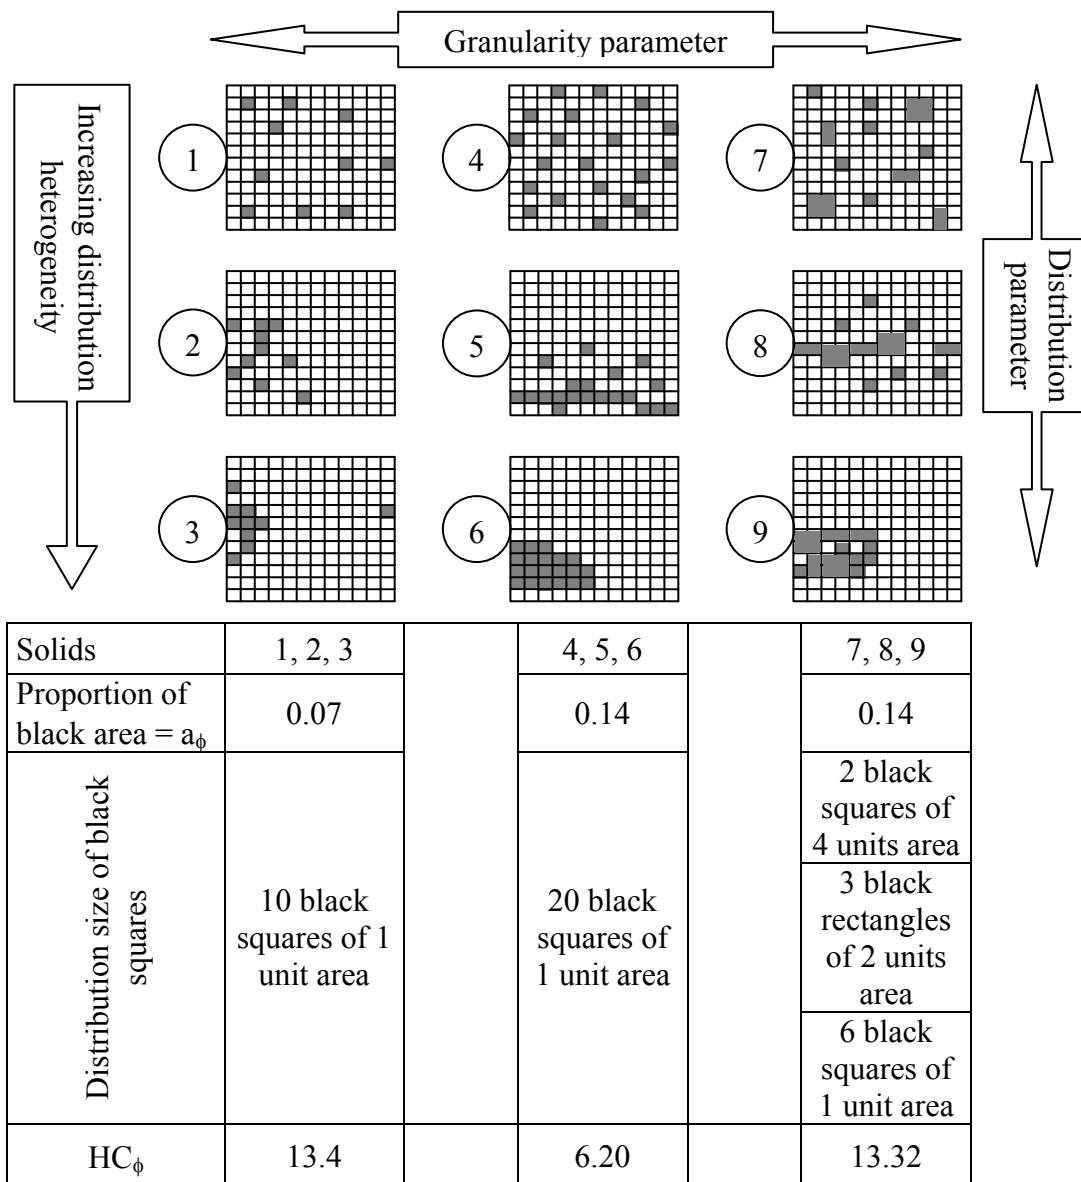 Granularity parameter
Increasing distribution
heterogeneity
1
4
7
2
5
8
3
6
9
Distribution
parameter
Solids
1, 2, 3
4, 5, 6
7, 8, 9
Proportion of
black area = aϕ
0.07
0.14
0.14
Distribution size of black
squares
10 black
squares of 1
unit area
20 black
squares of
1 unit area
2 black
squares of
4 units area
3 black
rectangles
of 2 units
area
6 black
squares of
1 unit area
HCϕ
13.4
6.20
13.32